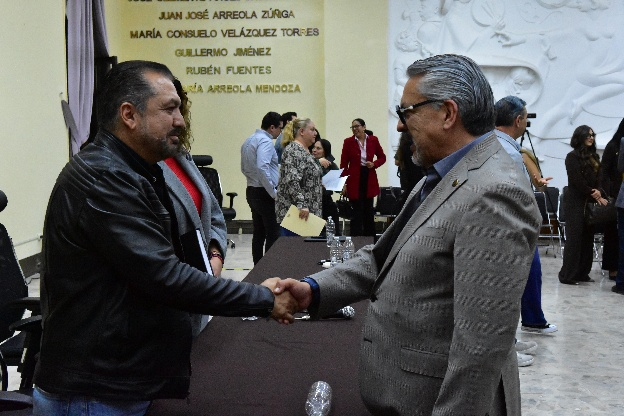 JUAN JOSÉ ARREOLA ZÚÑIGA
MARÍA CONSUELO VELÁZQUEZ TORRES
GUILLERMO JIMÉNEZ
RUBÉN FUENTES
ARREOLA MENDOZA